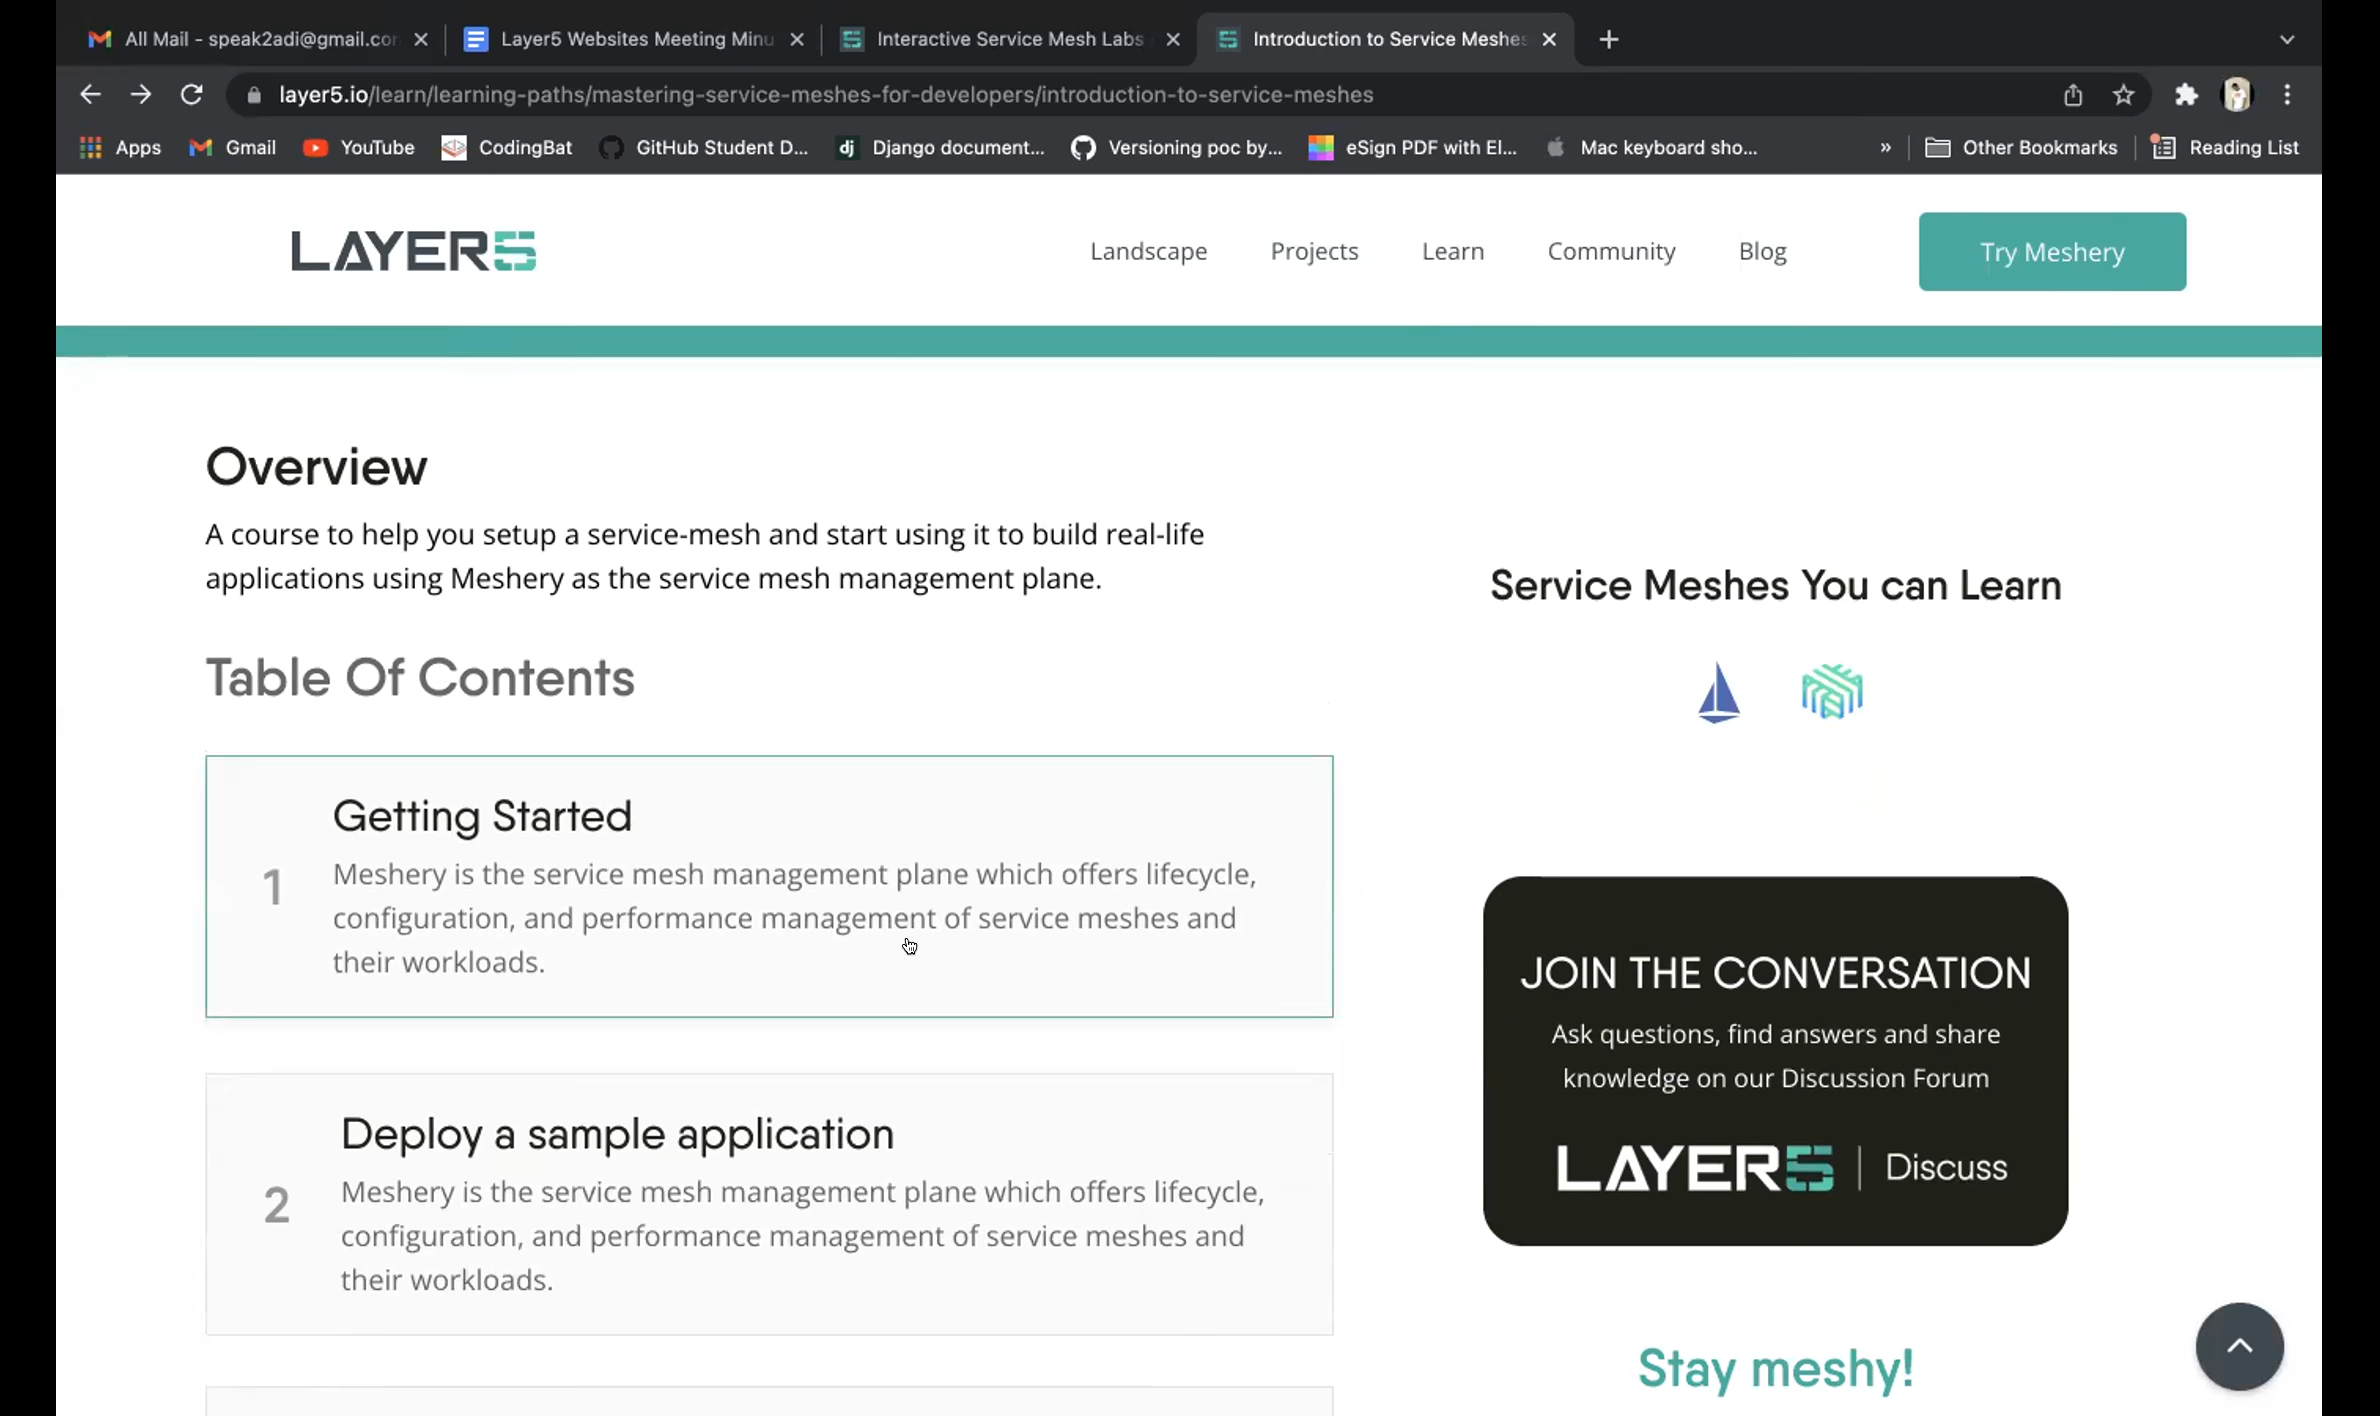 All Mail - speak2adi@gmail.co
Layer5 Websites Meeting Minu
Interactive Service Mesh Labs
Introduction to Service Meshes
layer5.io/learn/learning-paths/mastering-service-meshes-for-developers/introduction-to-service-meshes
Apps
Gmail
YouTube
CodingBat
GitHub Student D...
dj
Django document...
Versioning poc by...
eSign PDF with El...
Mac keyboard sho...
»
Other Bookmarks
Reading List
LAYER5
Landscape
Projects
Learn
Community
Blog
Try Meshery
Overview
A course to help you setup a service-mesh and start using it to build real-life
applications using Meshery as the service mesh management plane.
Table Of Contents
1
Getting Started
Meshery is the service mesh management plane which offers lifecycle,
configuration, and performance management of service meshes and
their workloads.
2
Deploy a sample application
Meshery is the service mesh management plane which offers lifecycle,
configuration, and performance management of service meshes and
their workloads.
Service Meshes You can Learn
JOIN THE CONVERSATION
Ask questions, find answers and share
knowledge on our Discussion Forum
LAYER5 | Discuss
Stay meshy!